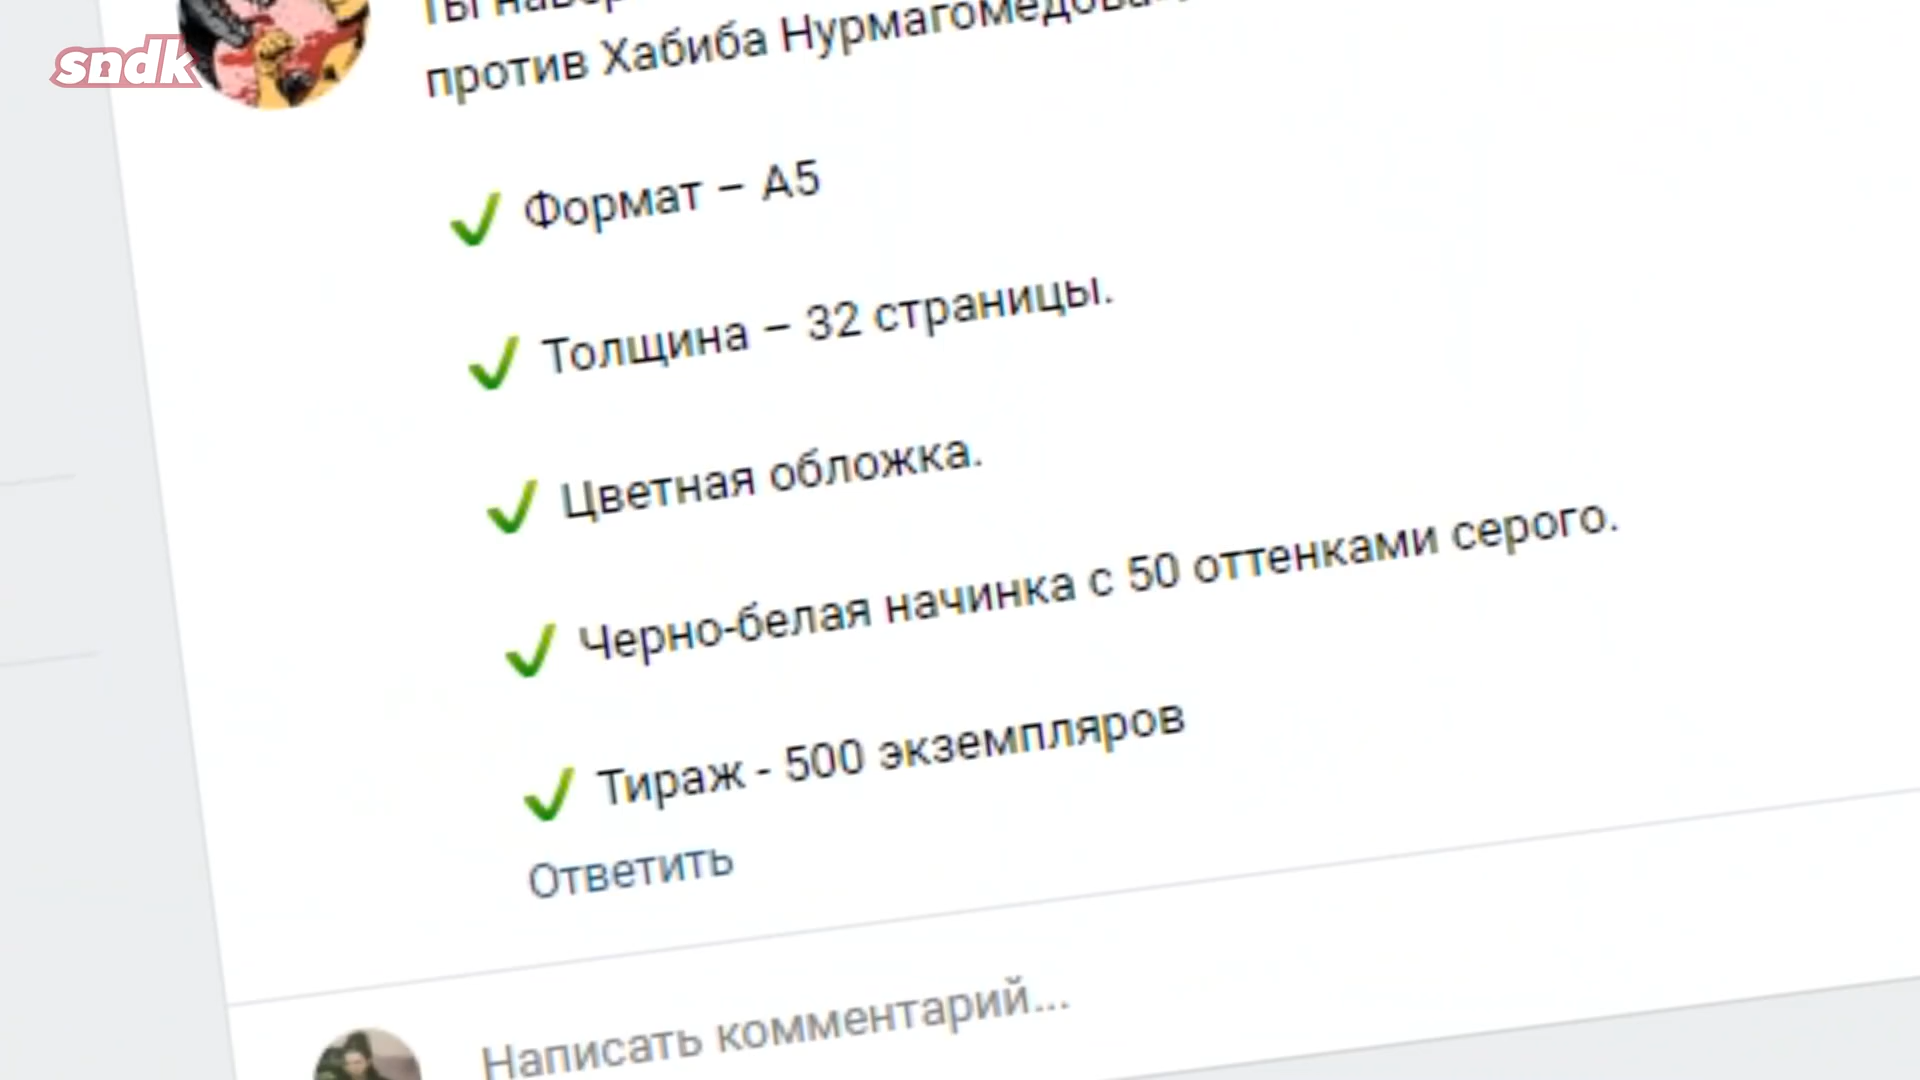 sndk
против Хабиба Нурмагомедова
✔ Формат – А5
✔ Толщина – 32 страницы.
✔ Цветная обложка.
✔ Черно-белая начинка с 50 оттенками серого.
✔ Тираж - 500 экземпляров
Ответить
Написать комментарий...